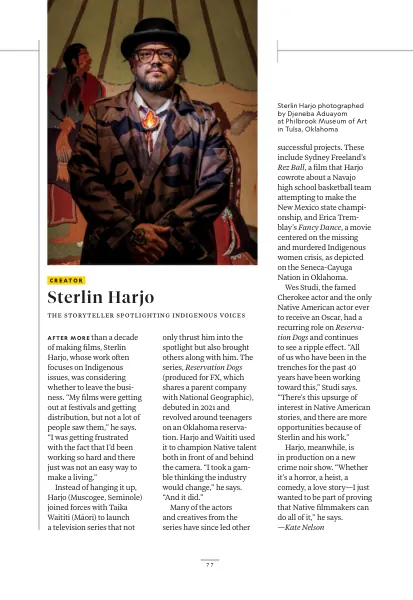 Sterlin Harjo photographed
by Djeneba Aduayom
at Philbrook Museum of Art
in Tulsa, Oklahoma
CREATOR
Sterlin Harjo
THE STORYTELLER SPOTLIGHTING INDIGENOUS VOICES
AFTER MORE than a decade
of making films, Sterlin
Harjo, whose work often
focuses on Indigenous
issues, was considering
whether to leave the busi-
ness. “My films were getting
out at festivals and getting
distribution, but not a lot of
people saw them,” he says.
“I was getting frustrated
with the fact that I’d been
working so hard and there
just was not an easy way to
make a living.”
Instead of hanging it up,
Harjo (Muscogee, Seminole)
joined forces with Taika
Waititi (Māori) to launch
a television series that not
only thrust him into the
spotlight but also brought
others along with him. The
series, Reservation Dogs
(produced for FX, which
shares a parent company
with National Geographic),
debuted in 2021 and
revolved around teenagers
on an Oklahoma reserva-
tion. Harjo and Waititi used
it to champion Native talent
both in front of and behind
the camera. “I took a gam-
ble thinking the industry
would change,” he says.
“And it did.”
Many of the actors
and creatives from the
series have since led other
successful projects. These
include Sydney Freeland’s
Rez Ball, a film that Harjo
cowrote about a Navajo
high school basketball team
attempting to make the
New Mexico state champi-
onship, and Erica Trem-
blay’s Fancy Dance, a movie
centered on the missing
and murdered Indigenous
women crisis, as depicted
on the Seneca-Cayuga
Nation in Oklahoma.
Wes Studi, the famed
Cherokee actor and the only
Native American actor ever
to receive an Oscar, had a
recurring role on Reserva-
tion Dogs and continues
to see a ripple effect. “All
of us who have been in the
trenches for the past 40
years have been working
toward this,” Studi says.
“There’s this upsurge of
interest in Native American
stories, and there are more
opportunities because of
Sterlin and his work.”
Harjo, meanwhile, is
in production on a new
crime noir show. “Whether
it’s a horror, a heist, a
comedy, a love story—I just
wanted to be part of proving
that Native filmmakers can
do all of it,” he says.
—Kate Nelson
77